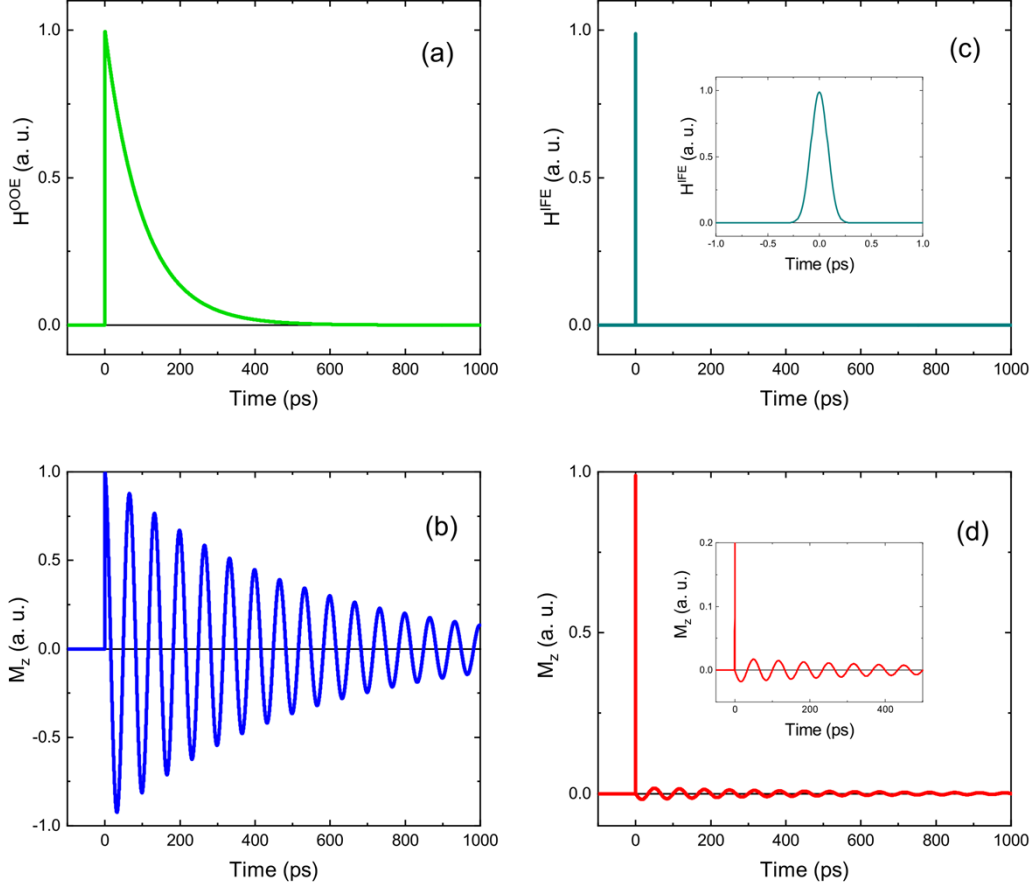 (a)
1.0
0.5
0.0
H^OOE (a. u.)
0 200 400 600 800 1000
Time (ps)
(c)
1.0
0.5
0.0
H^IFE (a. u.)
0 200 400 600 800 1000
Time (ps)
1.0
0.5
0.0
H^IFE (a. u.)
-1.0 -0.5 0.0 0.5 1.0
Time (ps)
(b)
1.0
0.5
0.0
-0.5
-1.0
M_z (a. u.)
0 200 400 600 800 1000
Time (ps)
(d)
1.0
0.5
0.0
M_z (a. u.)
0 200 400 600 800 1000
Time (ps)
0.2
0.1
0.0
M_z (a. u.)
0 200 400
Time (ps)